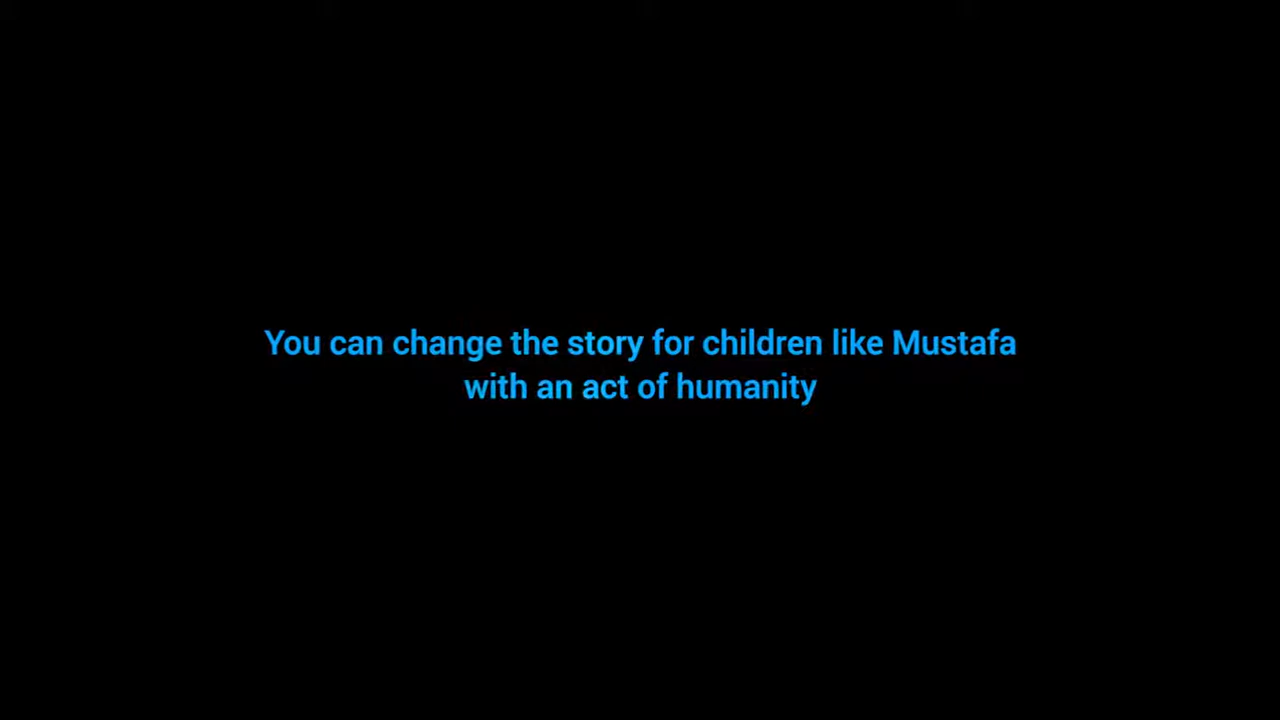 You can change the story for children like Mustafa
with an act of humanity